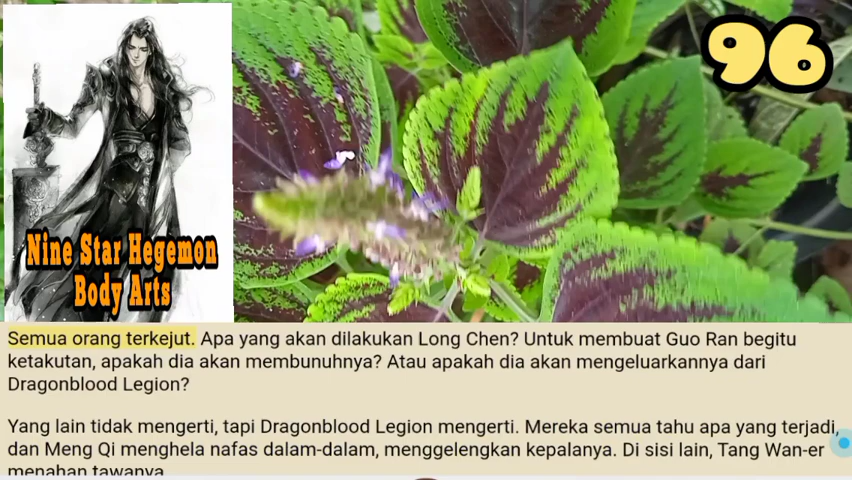 96
Nine Star Hegemon
Body Arts
Semua orang terkejut. Apa yang akan dilakukan Long Chen? Untuk membuat Guo Ran begitu
ketakutan, apakah dia akan membunuhnya? Atau apakah dia akan mengeluarkannya dari
Dragonblood Legion?
Yang lain tidak mengerti, tapi Dragonblood Legion mengerti. Mereka semua tahu apa yang terjadi,
dan Meng Qi menghela nafas dalam-dalam, menggelengkan kepalanya. Di sisi lain, Tang Wan-er
menahan tawanya